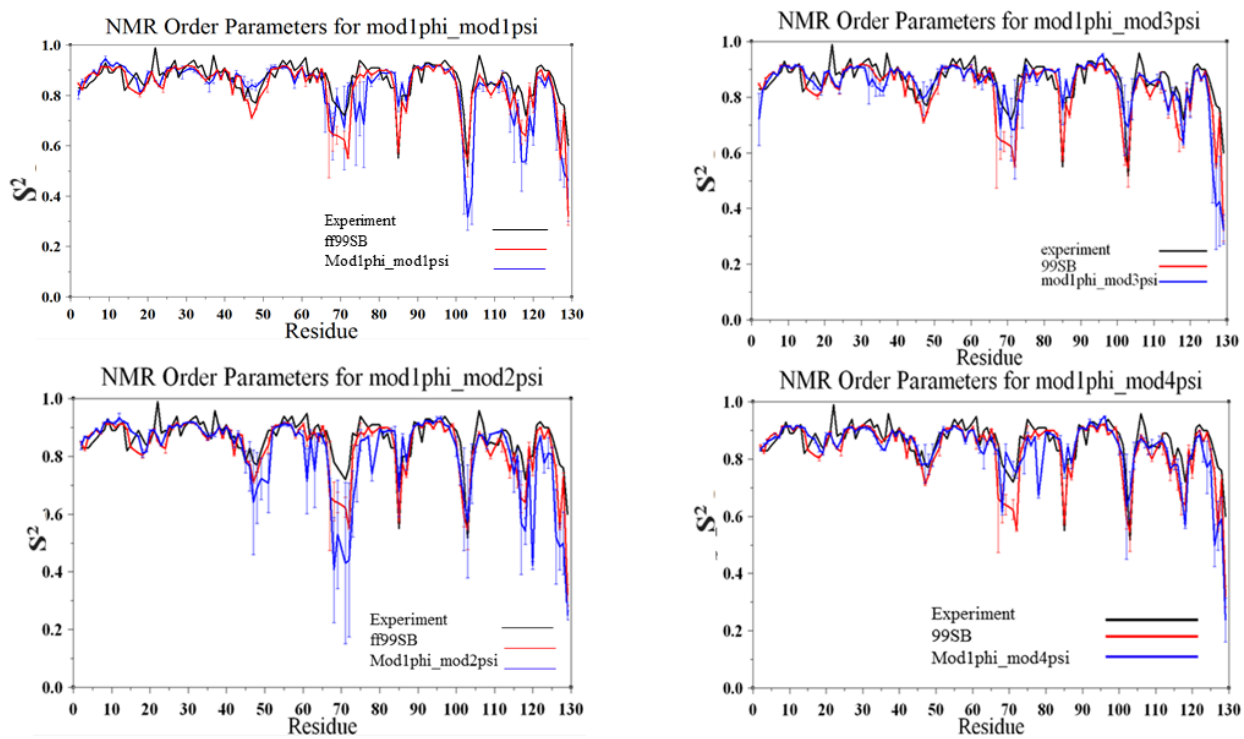 NMR Order Parameters for mod1phi_mod1psi
1.0
0.8
0.6
0.4
0.2
0.0
S2
Experiment
ff99SB
Mod1phi_mod1psi
0 10 20 30 40 50 60 70 80 90 100 110 120 130
Residue
NMR Order Parameters for mod1phi_mod3psi
1.0
0.8
0.6
0.4
0.2
0.0
S2
experiment
99SB
mod1phi_mod3psi
0 10 20 30 40 50 60 70 80 90 100 110 120 130
Residue
NMR Order Parameters for mod1phi_mod2psi
1.0
0.8
1.6
0.4
0.2
0.0
S2
Experiment
ff99SB
Mod1phi_mod2psi
0 10 20 30 40 50 60 70 80 90 100 110 120 130
Residue
NMR Order Parameters for mod1phi_mod4psi
1.0
0.8
0.6
0.4
0.2
0.0
S2
Experiment
99SB
Mod1phi_mod4psi
0 10 20 30 40 50 60 70 80 90 100 110 120 130
Residue